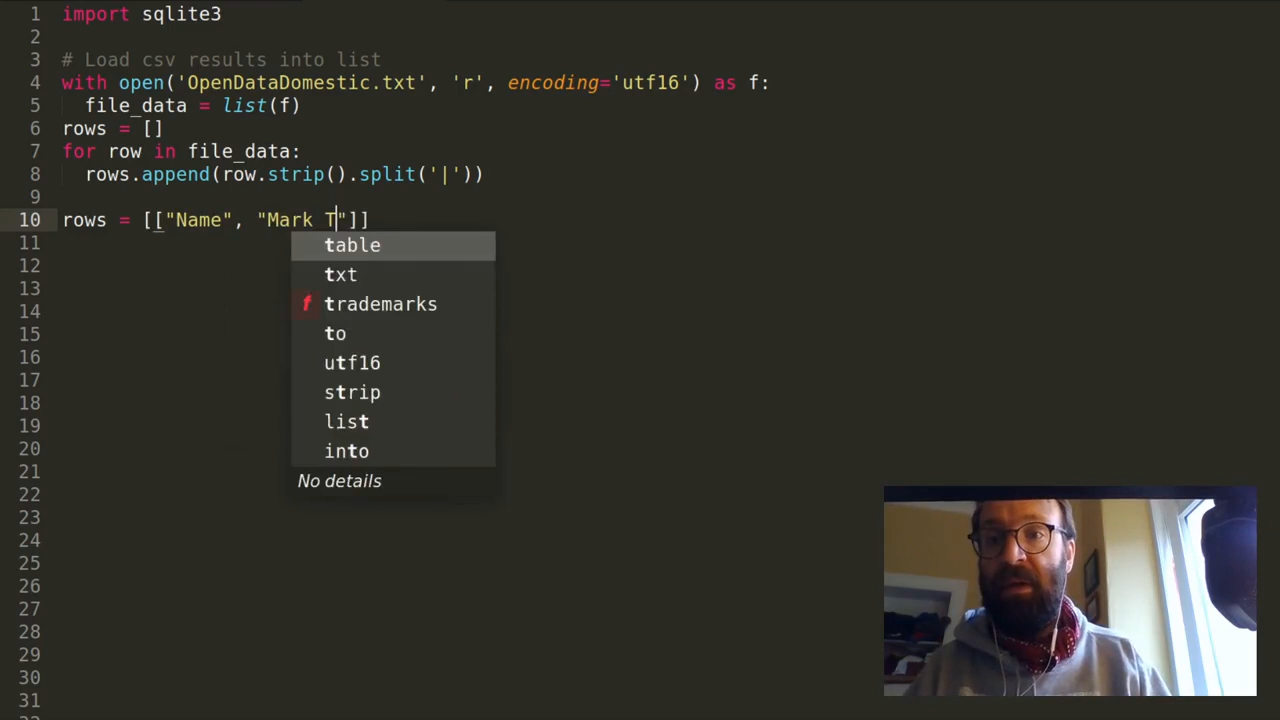 1 import sqlite3
2
3 # Load csv results into list
4 with open('OpenDataDomestic.txt', 'r', encoding='utf16') as f:
5 file_data = list(f)
6 rows = []
7 for row in file_data:
8 rows.append(row.strip().split('|'))
9
10 rows = [["Name", "Mark T"]]
11
table
12
13
txt
14
f trademarks
15
to
16
utf16
17
18
strip
19
list
20
into
21
No details
22
23
24
25
26
27
28
29
30
31